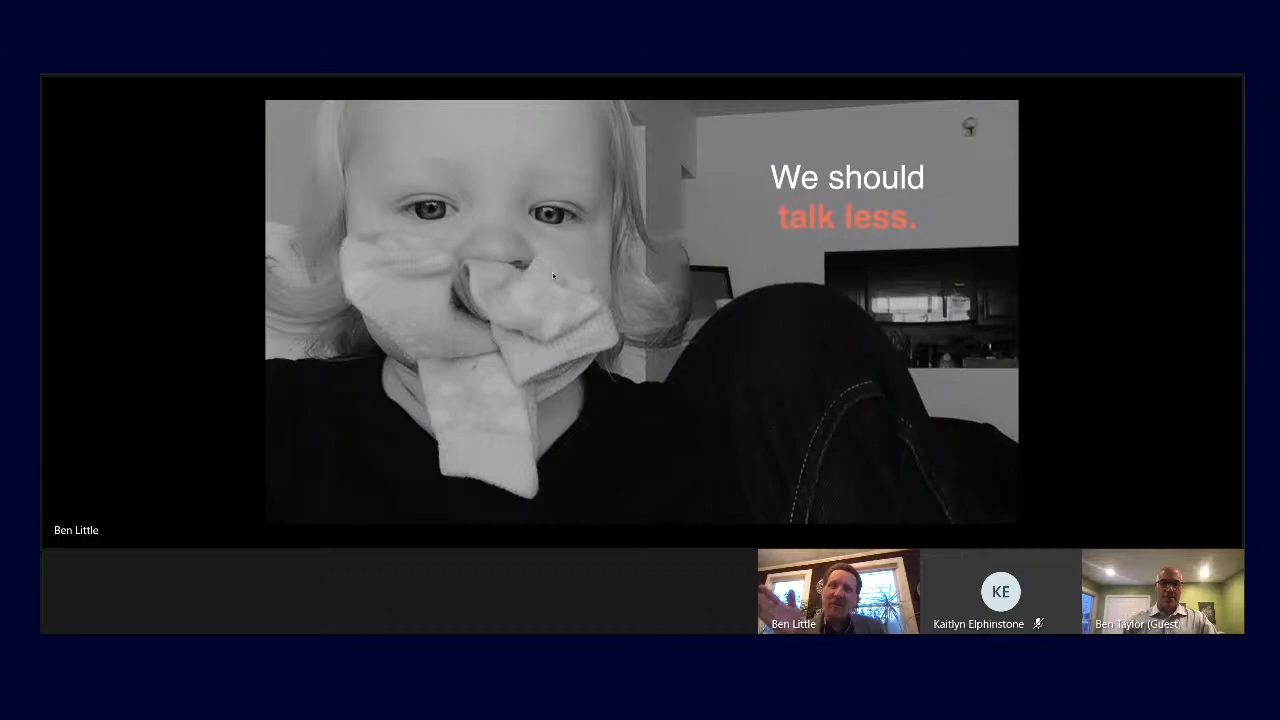 We should
talk less.
Ben Little
Ben Little
KE
Kaitlyn Elphinstone
Ben Taylor (Guest)